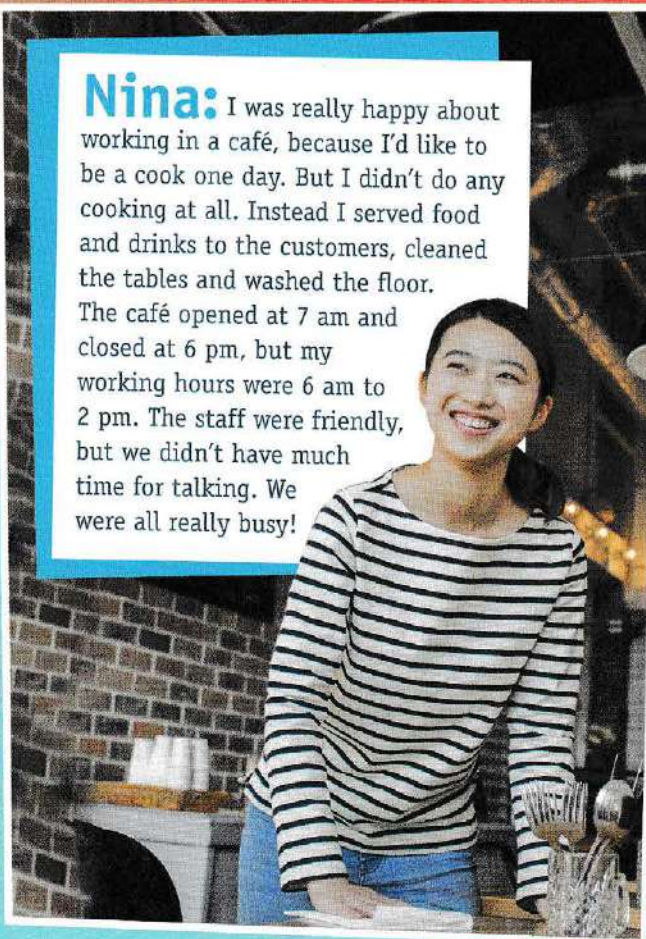 Nina: I was really happy about
working in a café, because I'd like to
be a cook one day. But I didn't do any
cooking at all. Instead I served food
and drinks to the customers, cleaned
the tables and washed the floor.
The café opened at 7 am and
closed at 6 pm, but my
working hours were 6 am to
2 pm. The staff were friendly,
but we didn't have much
time for talking. We
were all really busy!